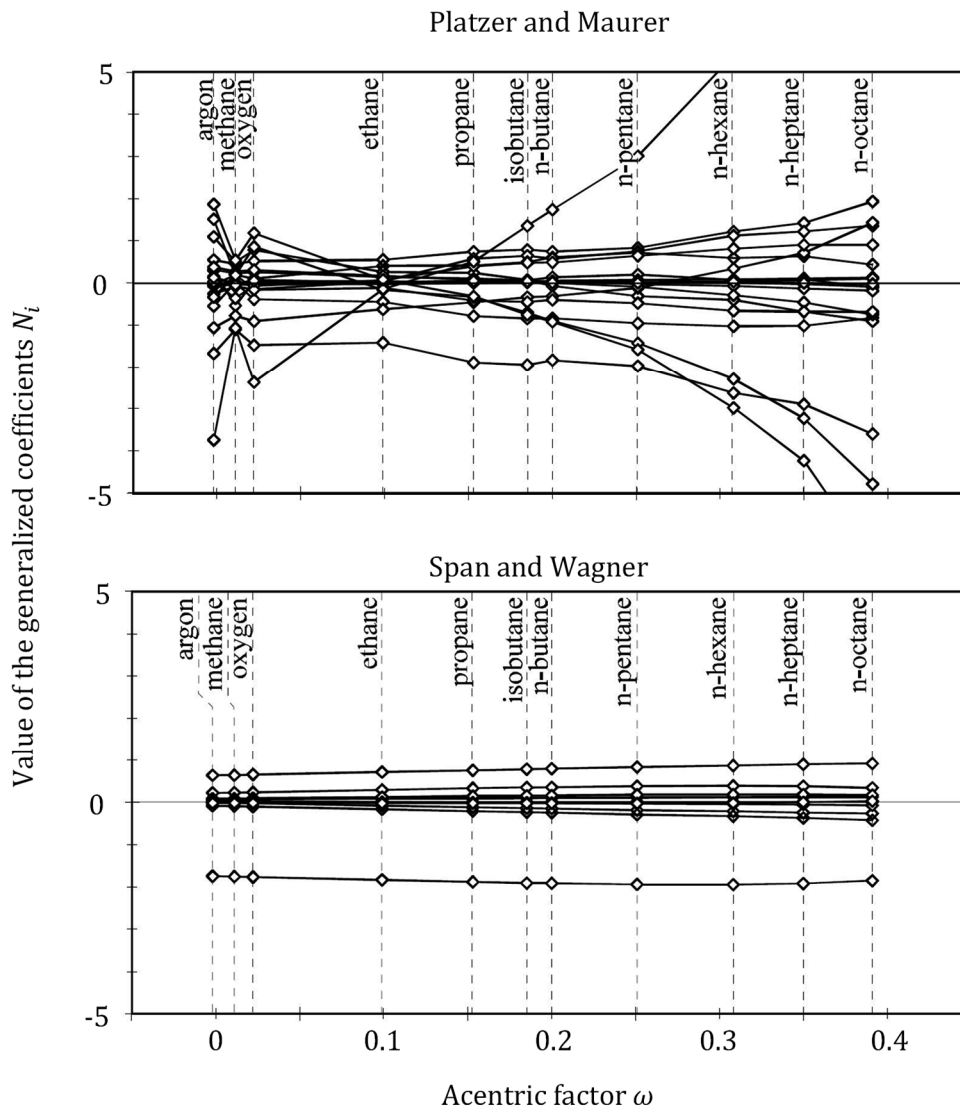 Platzer and Maurer
5
0
-5
argon
methane
oxygen
ethane
propane
isobutane
n-butane
n-pentane
n-hexane
n-heptane
n-octane
Value of the generalized coefficients Nᵢ
Span and Wagner
5
0
-5
argon
methane
oxygen
ethane
propane
isobutane
n-butane
n-pentane
n-hexane
n-heptane
n-octane
0 0.1 0.2 0.3 0.4
Acentric factor ω